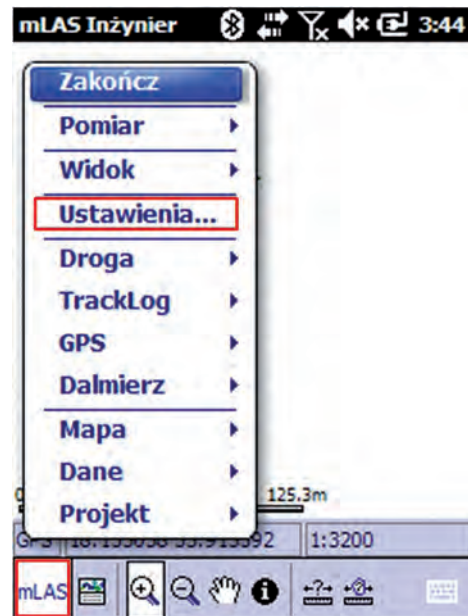 mLAS Inżynier 3:44
Zakończ
Pomiar
Widok
Ustawienia...
Droga
TrackLog
GPS
Dalmierz
Mapa
Dane
Projekt
125.3m
1:3200
mLAS